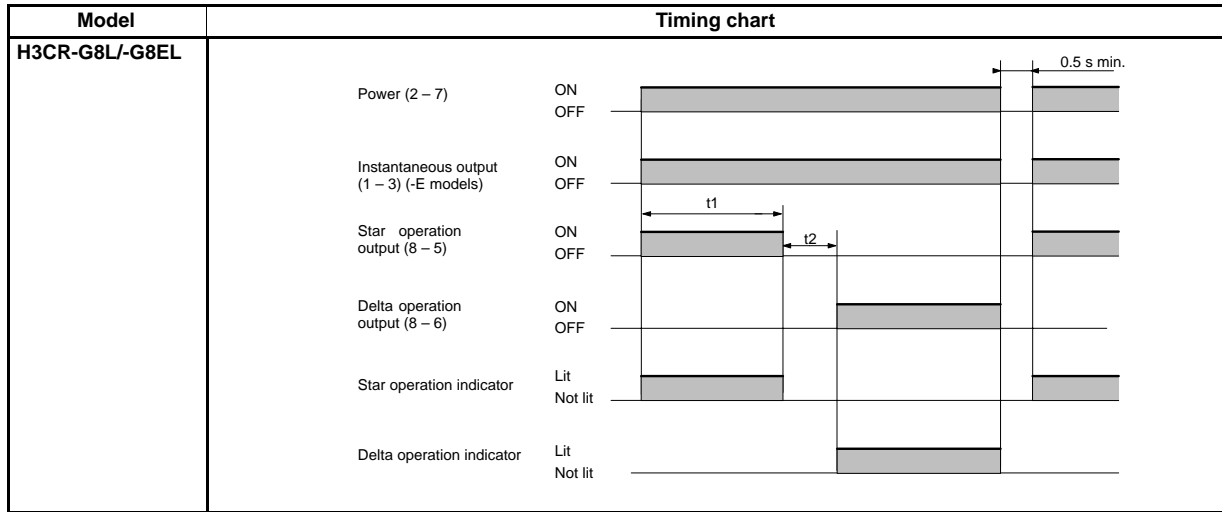 Model
Timing chart
H3CR-G8L/-G8EL
0.5 s min.
Power (2 – 7)
ON
OFF
Instantaneous output
(1 – 3) (-E models)
ON
OFF
t1
Star operation
output (8 – 5)
ON
OFF
t2
Delta operation
output (8 – 6)
ON
OFF
Star operation indicator
Lit
Not lit
Delta operation indicator
Lit
Not lit